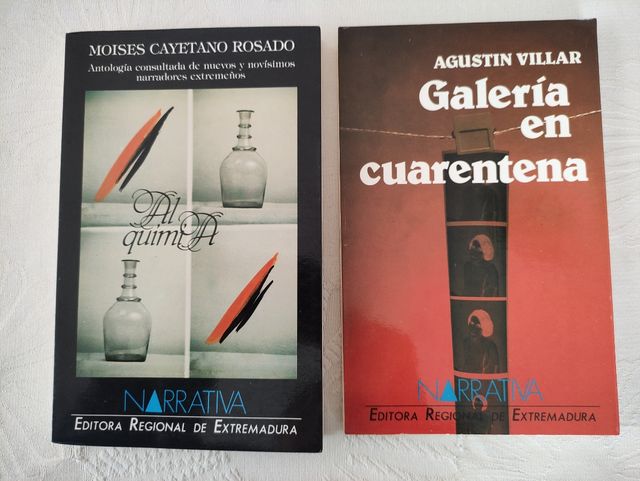 MOISES CAYETANO ROSADO
Antología consultada de nuevos y novísimos
narradores extremeños
Al
quimiA
NARRATIVA
EDITORA REGIONAL DE EXTREMADURA
AGUSTIN VILLAR
Galería
en
cuarentena
NARRATIVA
EDITORA REGIONAL DE EXTREMADURA